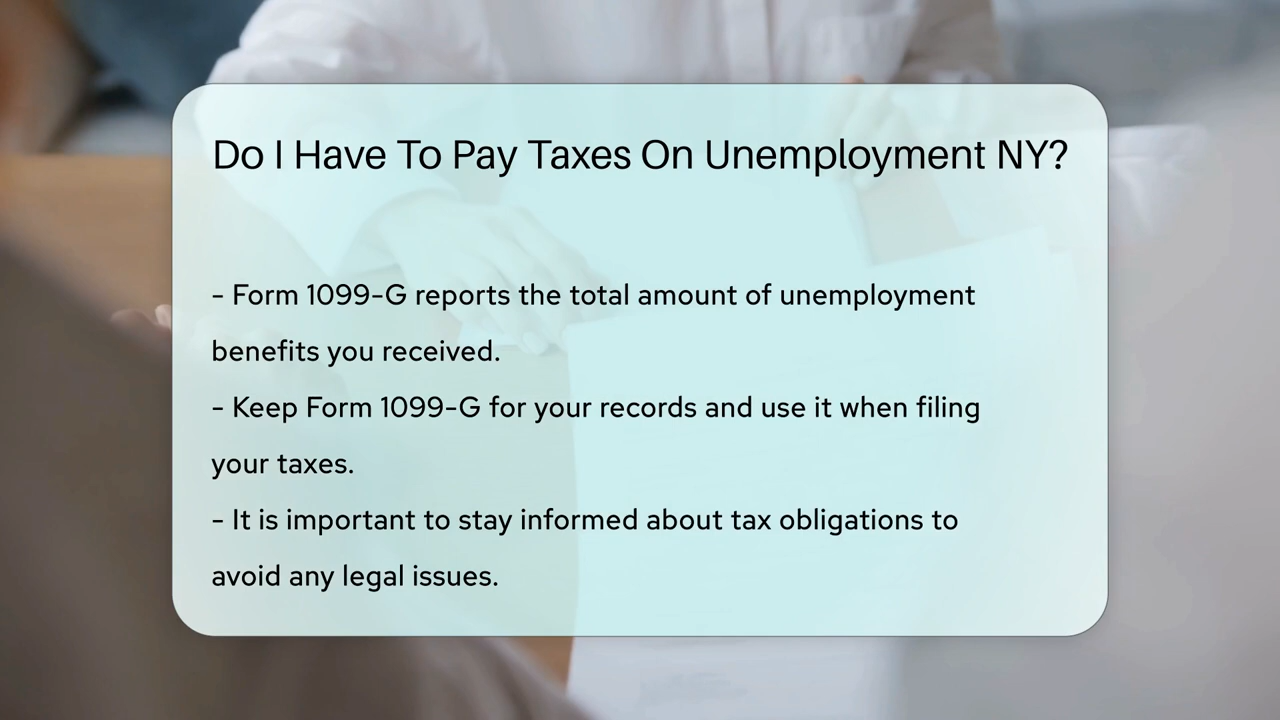 Do I Have To Pay Taxes On Unemployment NY?
- Form 1099-G reports the total amount of unemployment
benefits you received.
- Keep Form 1099-G for your records and use it when filing
your taxes.
- It is important to stay informed about tax obligations to
avoid any legal issues.